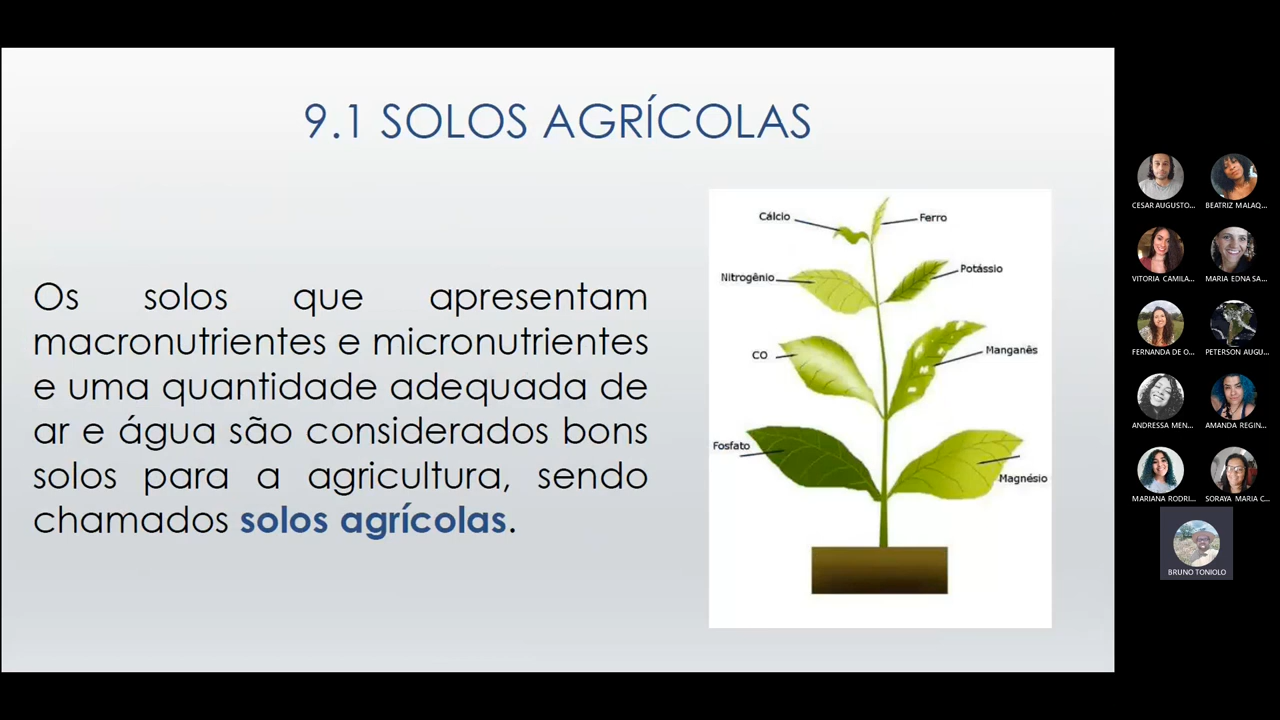 9.1 SOLOS AGRÍCOLAS
Os solos que apresentam
macronutrientes e micronutrientes
e uma quantidade adequada de
ar e água são considerados bons
solos para a agricultura, sendo
chamados solos agrícolas.
Cálcio
Ferro
Nitrogênio
Potássio
CO
Manganês
Fosfato
Magnésio
CESAR AUGUSTO...
BEATRIZ MALAQ...
VITORIA CAMILA...
MARIA EDNA SA...
FERNANDA DE O...
PETERSON AUGU...
ANDRESSA MEN...
AMANDA REGIN...
MARIANA RODRI...
SORAYA MARIA C...
BRUNO TONIOLO